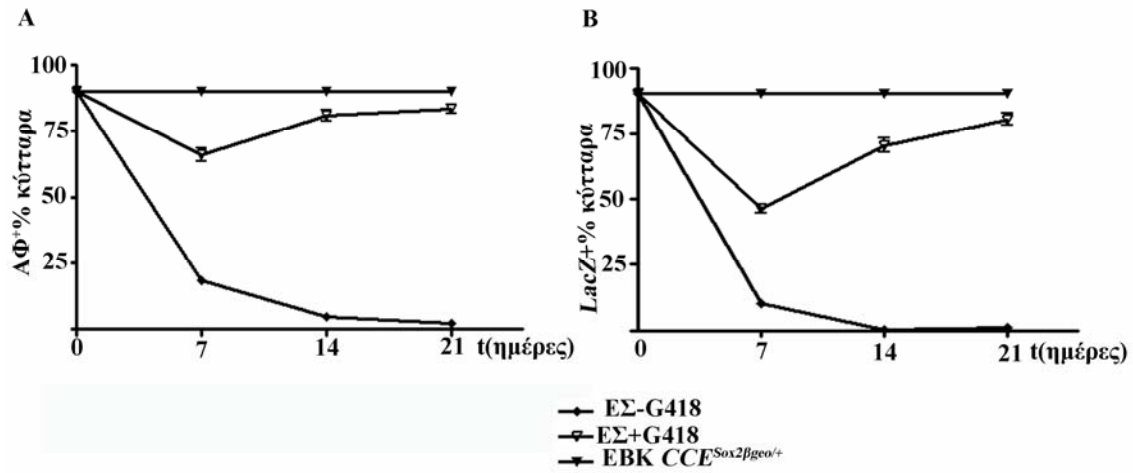 A
B
100
75
50
25
ΑΦ⁺% κύτταρα
0 7 14 21 t(ημέρες)
100
75
50
25
LacZ+% κύτταρα
0 7 14 21 t(ημέρες)
ΕΣ-G418
ΕΣ+G418
ΕΒΚ CCE^Sox2βgeo/+